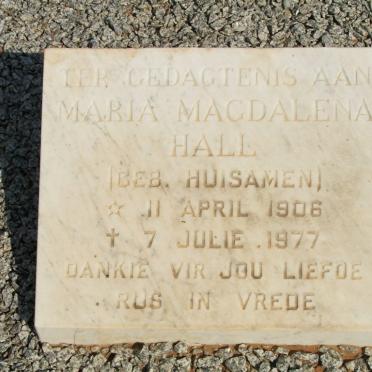 TER GEDAGTENIS AAN
MARIA MAGDALENA
HALL
(GEB. HUISAMEN)
☆ 11 APRIL 1906
✝ 7 JULIE 1977
DANKIE VIR JOU LIEFDE
RUS IN VREDE